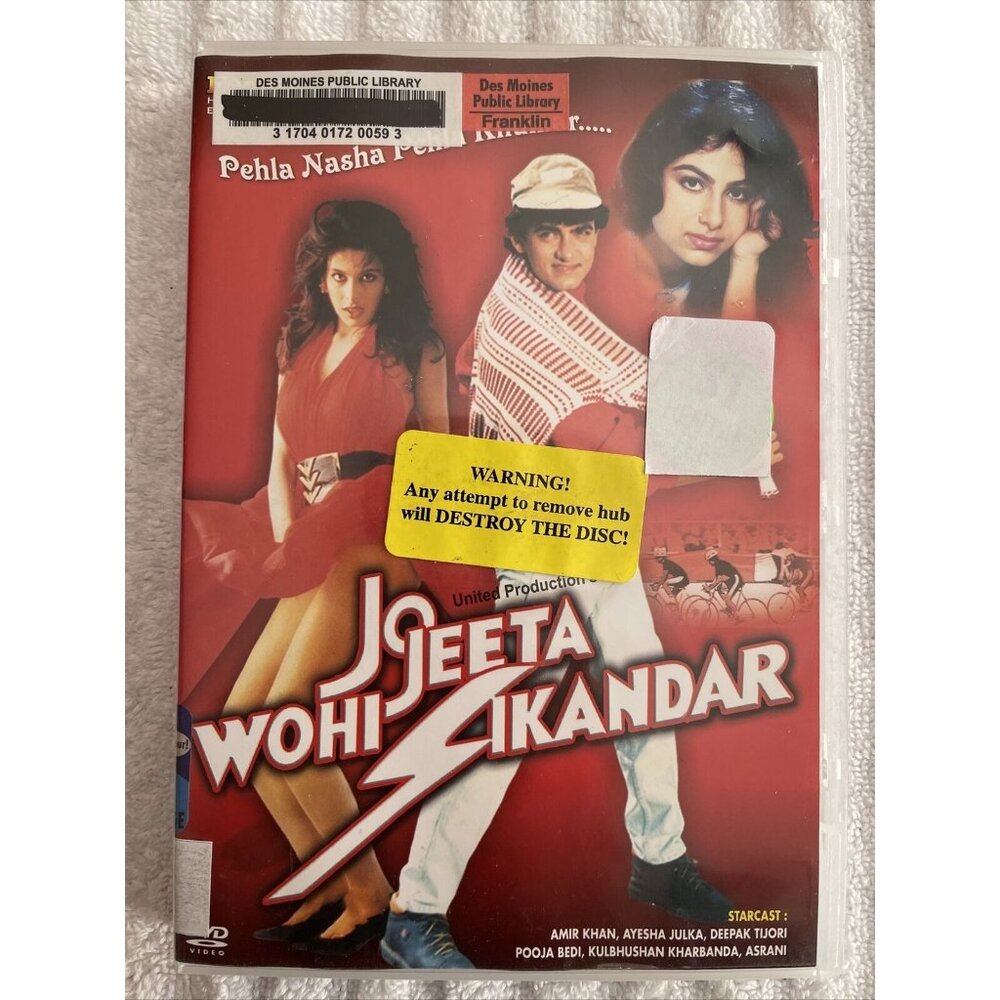 DES MOINES PUBLIC LIBRARY
3 1704 0172 0059 3
Des Moines
Public Library
Franklin
Pehla Nasha
WARNING!
Any attempt to remove hub
will DESTROY THE DISC!
United Production
JO JEETA
WOHI SIKANDAR
STARCAST :
AMIR KHAN, AYESHA JULKA, DEEPAK TIJORI
POOJA BEDI, KULBHUSHAN KHARBANDA, ASRANI
VIDEO